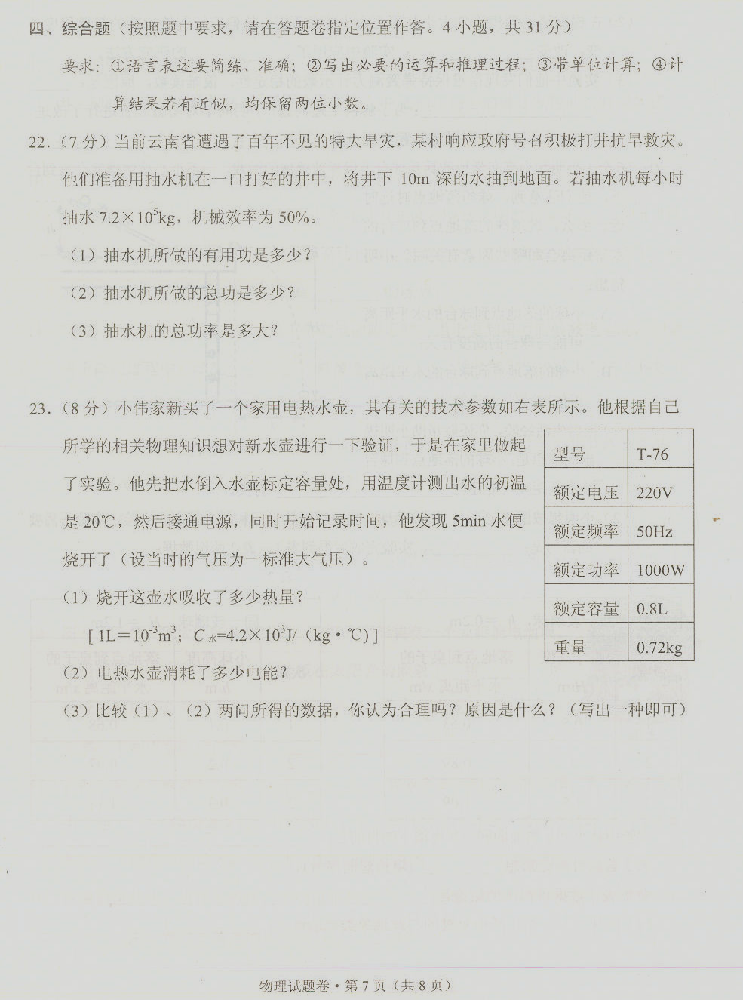 四、综合题（按照题中要求，请在答题卷指定位置作答。4 小题，共 31 分）
要求：①语言表述要简练、准确；②写出必要的运算和推理过程；③带单位计算；④计
算结果若有近似，均保留两位小数。
22．（7 分）当前云南省遭遇了百年不见的特大旱灾，某村响应政府号召积极打井抗旱救灾。
他们准备用抽水机在一口打好的井中，将井下 10m 深的水抽到地面。若抽水机每小时
抽水 7.2×10⁵kg，机械效率为 50%。
（1）抽水机所做的有用功是多少？
（2）抽水机所做的总功是多少？
（3）抽水机的总功率是多大？
23．（8 分）小伟家新买了一个家用电热水壶，其有关的技术参数如右表所示。他根据自己
所学的相关物理知识想对新水壶进行一下验证，于是在家里做起
了实验。他先把水倒入水壶标定容量处，用温度计测出水的初温
是 20℃，然后接通电源，同时开始记录时间，他发现 5min 水便
烧开了（设当时的气压为一标准大气压）。
（1）烧开这壶水吸收了多少热量？
［1L＝10⁻³m³；C水=4.2×10³J/（kg·℃)］
（2）电热水壶消耗了多少电能？
（3）比较（1）、（2）两问所得的数据，你认为合理吗？原因是什么？（写出一种即可）
型号 T-76
额定电压 220V
额定频率 50Hz
额定功率 1000W
额定容量 0.8L
重量 0.72kg
物理试题卷·第 7 页（共 8 页）